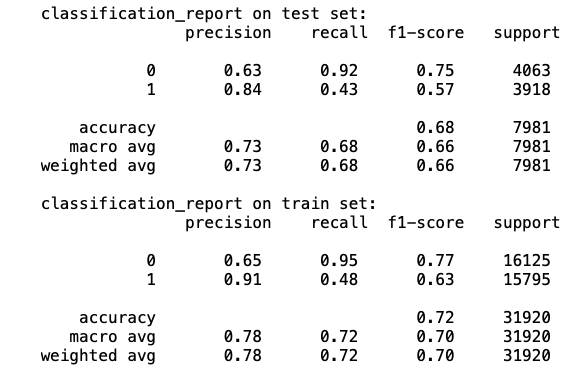 classification_report on test set:
precision recall f1-score support
0 0.63 0.92 0.75 4063
1 0.84 0.43 0.57 3918
accuracy 0.68 7981
macro avg 0.73 0.68 0.66 7981
weighted avg 0.73 0.68 0.66 7981
classification_report on train set:
precision recall f1-score support
0 0.65 0.95 0.77 16125
1 0.91 0.48 0.63 15795
accuracy 0.72 31920
macro avg 0.78 0.72 0.70 31920
weighted avg 0.78 0.72 0.70 31920